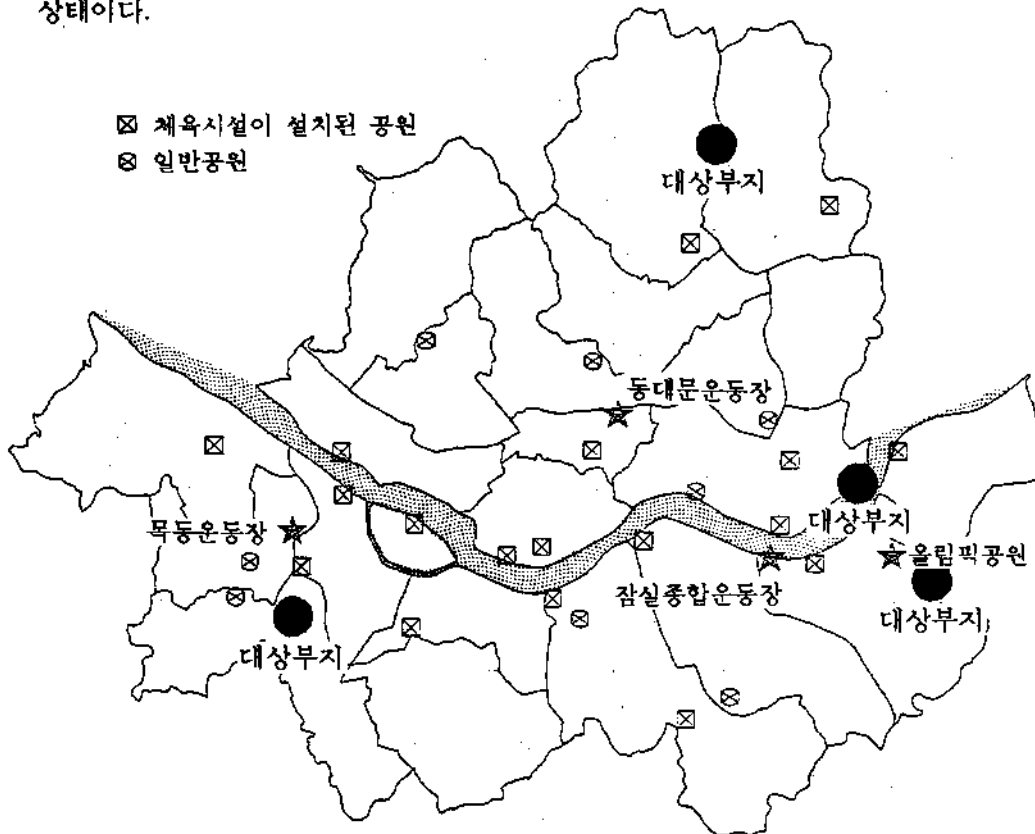 상태이다.
체육시설이 설치된 공원
일반공원
대상부지
동대문운동장
대상부지
목동운동장
올림픽공원
잠실종합운동장
대상부지
대상부지